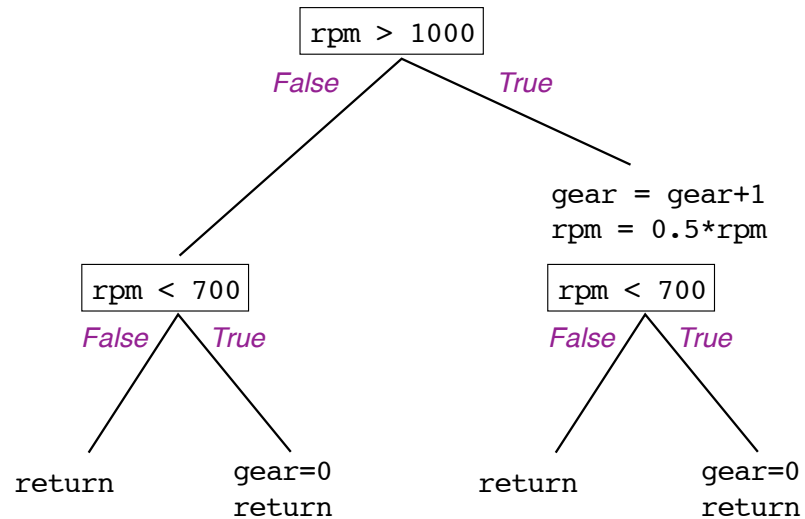 rpm > 1000
False
True
gear = gear+1
rpm = 0.5*rpm
rpm < 700
rpm < 700
False
True
False
True
return
gear=0
return
return
gear=0
return